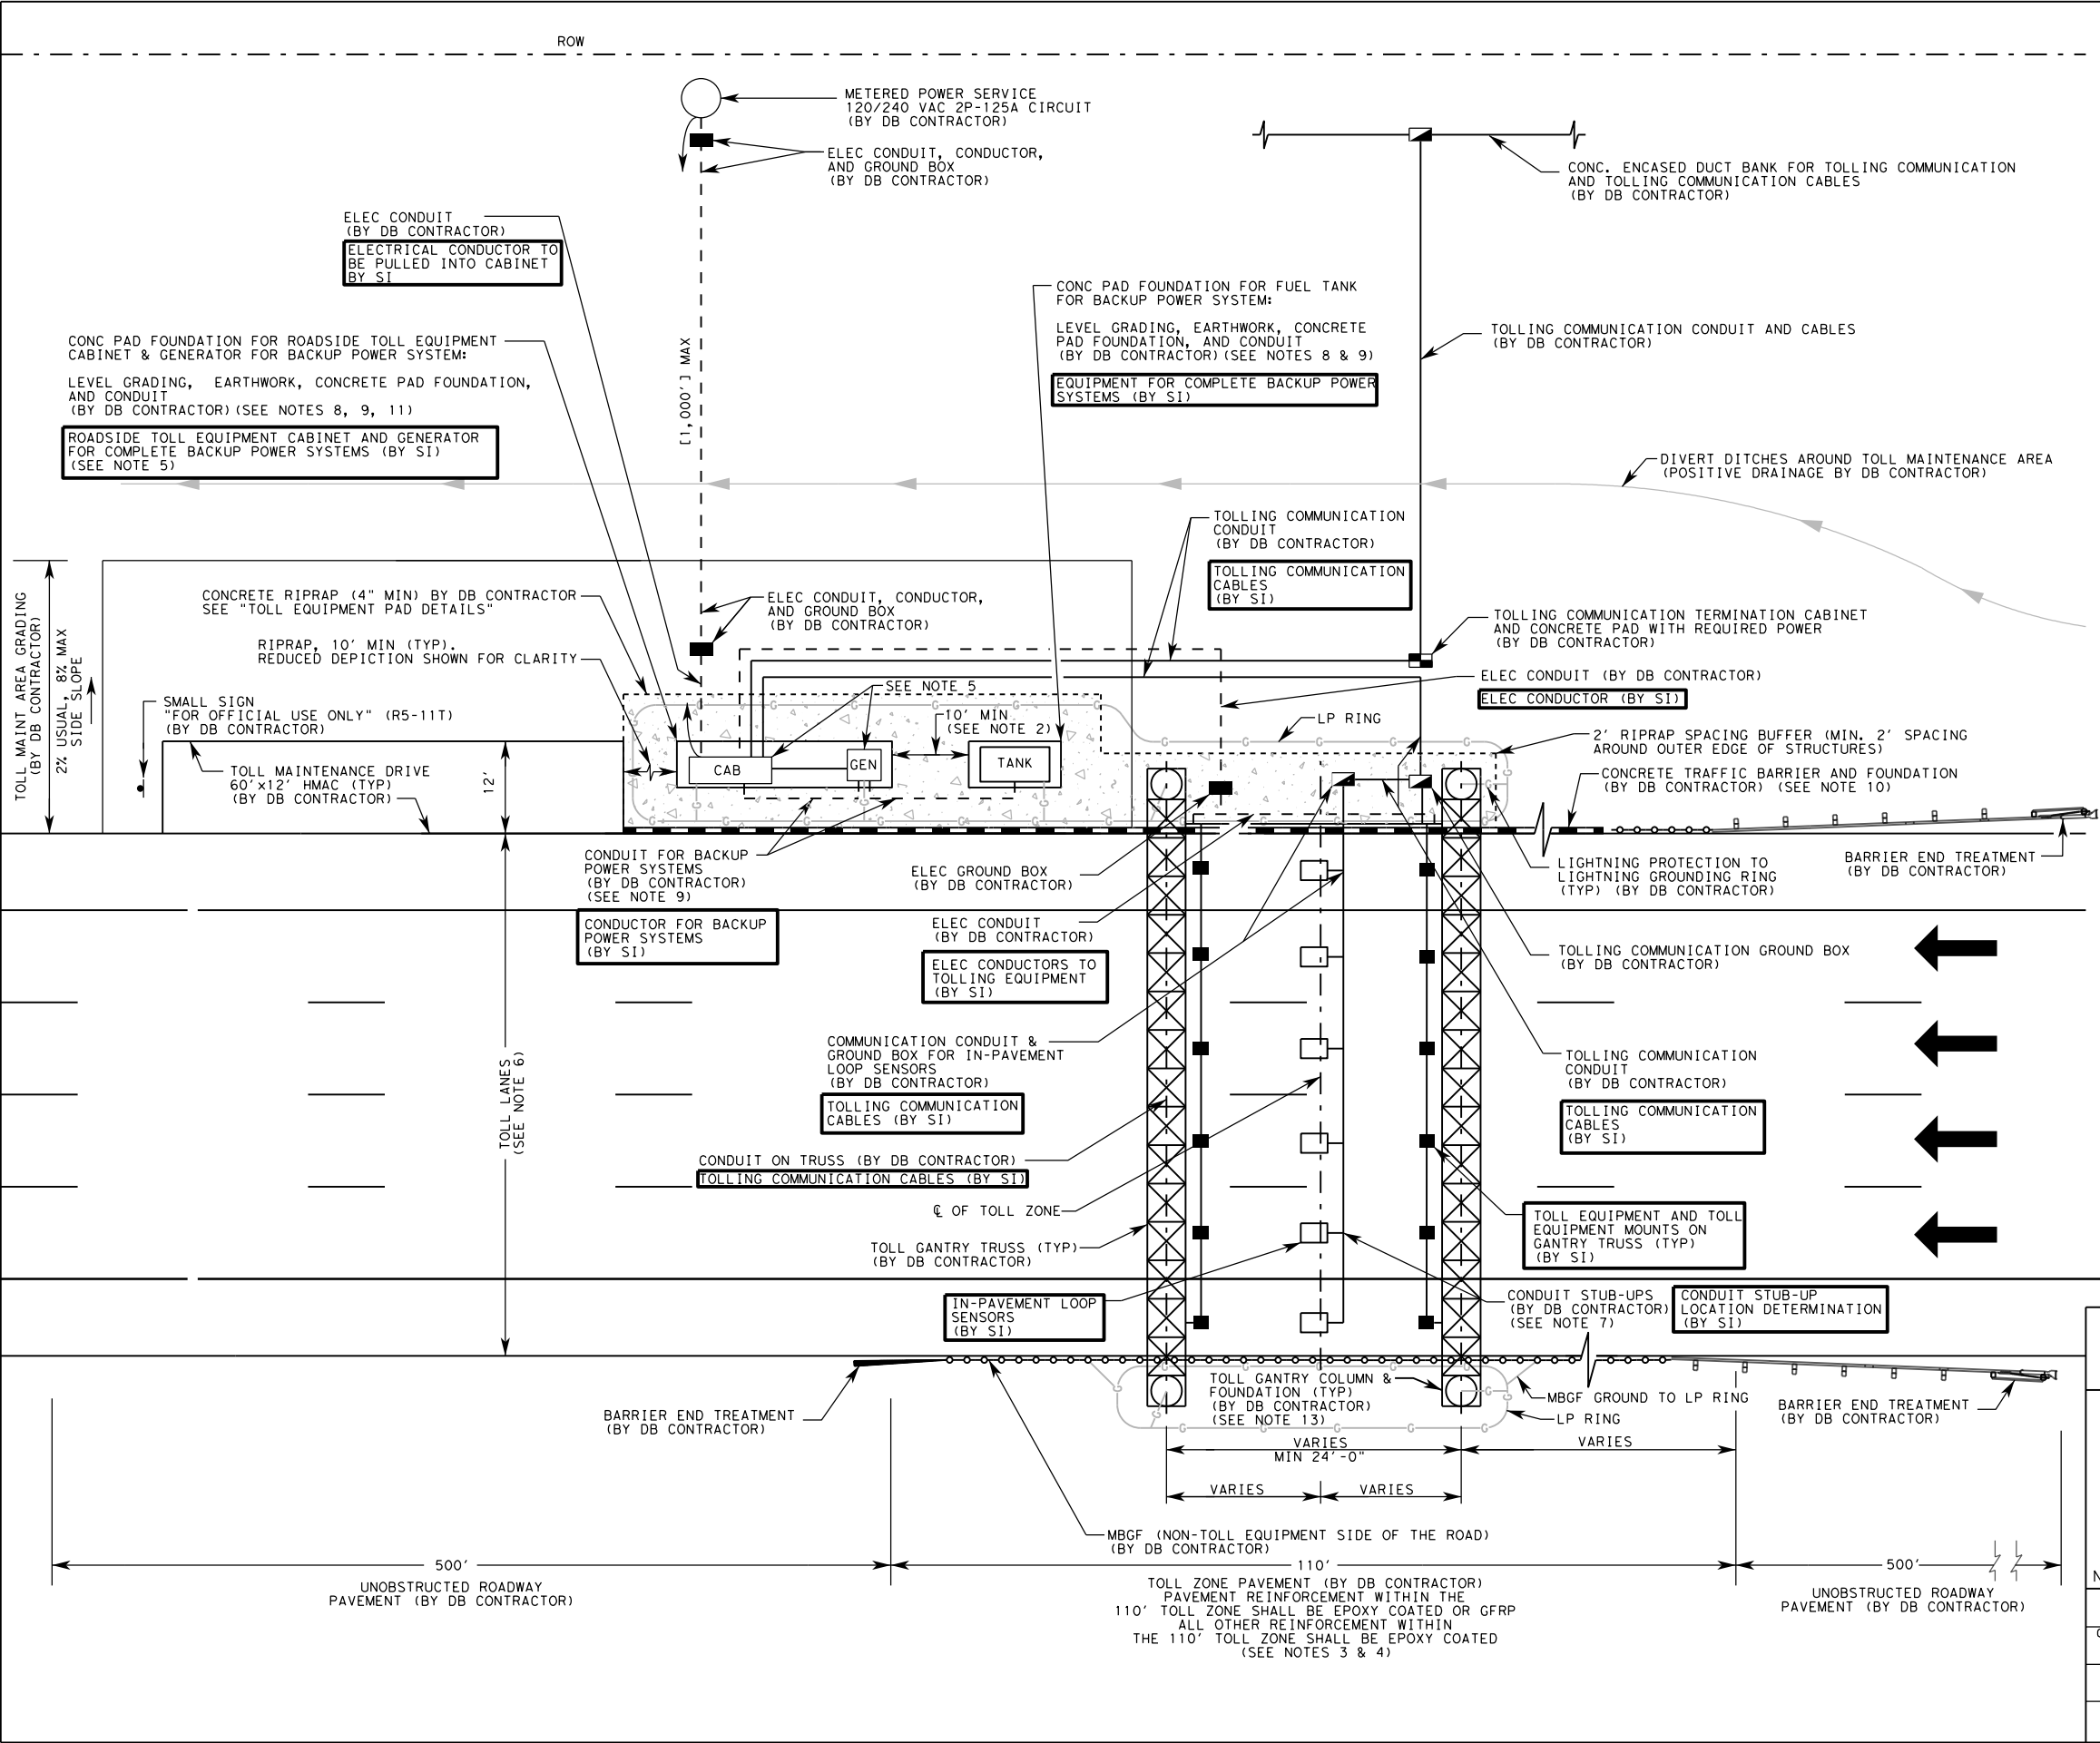 ROW
METERED POWER SERVICE
120/240 VAC 2P-125A CIRCUIT
(BY DB CONTRACTOR)
ELEC CONDUIT, CONDUCTOR,
AND GROUND BOX
(BY DB CONTRACTOR)
CONC. ENCASED DUCT BANK FOR TOLLING COMMUNICATION
AND TOLLING COMMUNICATION CABLES
(BY DB CONTRACTOR)
ELEC CONDUIT
(BY DB CONTRACTOR)
ELECTRICAL CONDUCTOR TO
BE PULLED INTO CABINET
BY SI
CONC PAD FOUNDATION FOR FUEL TANK
FOR BACKUP POWER SYSTEM:
LEVEL GRADING, EARTHWORK, CONCRETE
PAD FOUNDATION, AND CONDUIT
(BY DB CONTRACTOR) (SEE NOTES 8 & 9)
EQUIPMENT FOR COMPLETE BACKUP POWER
SYSTEMS (BY SI)
TOLLING COMMUNICATION CONDUIT AND CABLES
(BY DB CONTRACTOR)
CONC PAD FOUNDATION FOR ROADSIDE TOLL EQUIPMENT
CABINET & GENERATOR FOR BACKUP POWER SYSTEM:
LEVEL GRADING, EARTHWORK, CONCRETE PAD FOUNDATION,
AND CONDUIT
(BY DB CONTRACTOR) (SEE NOTES 8, 9, 11)
ROADSIDE TOLL EQUIPMENT CABINET AND GENERATOR
FOR COMPLETE BACKUP POWER SYSTEMS (BY SI)
(SEE NOTE 5)
[1,000'] MAX
DIVERT DITCHES AROUND TOLL MAINTENANCE AREA
(POSITIVE DRAINAGE BY DB CONTRACTOR)
TOLLING COMMUNICATION
CONDUIT
(BY DB CONTRACTOR)
TOLLING COMMUNICATION
CABLES
(BY SI)
TOLL MAINT AREA GRADING
(BY DB CONTRACTOR)
2% USUAL, 8% MAX
SIDE SLOPE
CONCRETE RIPRAP (4" MIN) BY DB CONTRACTOR
SEE "TOLL EQUIPMENT PAD DETAILS"
RIPRAP, 10' MIN (TYP).
REDUCED DEPICTION SHOWN FOR CLARITY
ELEC CONDUIT, CONDUCTOR,
AND GROUND BOX
(BY DB CONTRACTOR)
TOLLING COMMUNICATION TERMINATION CABINET
AND CONCRETE PAD WITH REQUIRED POWER
(BY DB CONTRACTOR)
ELEC CONDUIT (BY DB CONTRACTOR)
ELEC CONDUCTOR (BY SI)
SMALL SIGN
"FOR OFFICIAL USE ONLY" (R5-11T)
(BY DB CONTRACTOR)
SEE NOTE 5
10' MIN
(SEE NOTE 2)
LP RING
2' RIPRAP SPACING BUFFER (MIN. 2' SPACING
AROUND OUTER EDGE OF STRUCTURES)
TOLL MAINTENANCE DRIVE
60'x12' HMAC (TYP)
(BY DB CONTRACTOR)
12'
CAB
GEN
TANK
CONCRETE TRAFFIC BARRIER AND FOUNDATION
(BY DB CONTRACTOR) (SEE NOTE 10)
CONDUIT FOR BACKUP
POWER SYSTEMS
(BY DB CONTRACTOR)
(SEE NOTE 9)
CONDUCTOR FOR BACKUP
POWER SYSTEMS
(BY SI)
ELEC GROUND BOX
(BY DB CONTRACTOR)
LIGHTNING PROTECTION TO
LIGHTNING GROUNDING RING
(TYP) (BY DB CONTRACTOR)
BARRIER END TREATMENT
(BY DB CONTRACTOR)
ELEC CONDUIT
(BY DB CONTRACTOR)
ELEC CONDUCTORS TO
TOLLING EQUIPMENT
(BY SI)
TOLLING COMMUNICATION GROUND BOX
(BY DB CONTRACTOR)
TOLL LANES
(SEE NOTE 6)
COMMUNICATION CONDUIT &
GROUND BOX FOR IN-PAVEMENT
LOOP SENSORS
(BY DB CONTRACTOR)
TOLLING COMMUNICATION
CABLES (BY SI)
TOLLING COMMUNICATION
CONDUIT
(BY DB CONTRACTOR)
TOLLING COMMUNICATION
CABLES
(BY SI)
CONDUIT ON TRUSS (BY DB CONTRACTOR)
TOLLING COMMUNICATION CABLES (BY SI)
℄ OF TOLL ZONE
TOLL GANTRY TRUSS (TYP)
(BY DB CONTRACTOR)
TOLL EQUIPMENT AND TOLL
EQUIPMENT MOUNTS ON
GANTRY TRUSS (TYP)
(BY SI)
IN-PAVEMENT LOOP
SENSORS
(BY SI)
CONDUIT STUB-UPS
(BY DB CONTRACTOR)
(SEE NOTE 7)
CONDUIT STUB-UP
LOCATION DETERMINATION
(BY SI)
TOLL GANTRY COLUMN &
FOUNDATION (TYP)
(BY DB CONTRACTOR)
(SEE NOTE 13)
MBGF GROUND TO LP RING
LP RING
BARRIER END TREATMENT
(BY DB CONTRACTOR)
BARRIER END TREATMENT
(BY DB CONTRACTOR)
VARIES
MIN 24'-0"
VARIES
VARIES
VARIES
MBGF (NON-TOLL EQUIPMENT SIDE OF THE ROAD)
(BY DB CONTRACTOR)
500'
UNOBSTRUCTED ROADWAY
PAVEMENT (BY DB CONTRACTOR)
110'
TOLL ZONE PAVEMENT (BY DB CONTRACTOR)
PAVEMENT REINFORCEMENT WITHIN THE
110' TOLL ZONE SHALL BE EPOXY COATED OR GFRP
ALL OTHER REINFORCEMENT WITHIN
THE 110' TOLL ZONE SHALL BE EPOXY COATED
(SEE NOTES 3 & 4)
500'
UNOBSTRUCTED ROADWAY
PAVEMENT (BY DB CONTRACTOR)